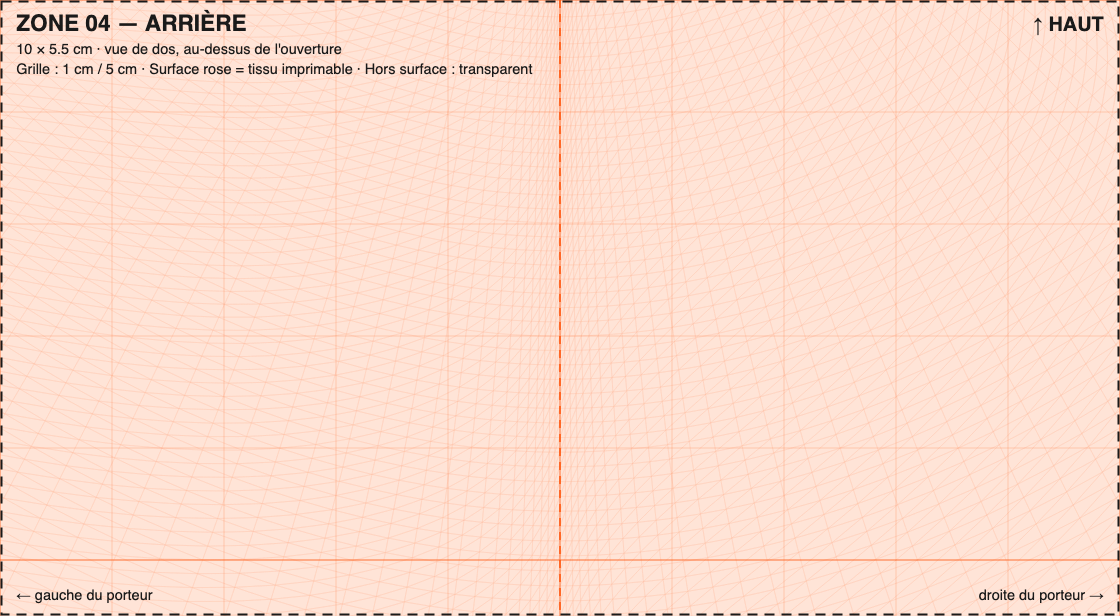 ZONE 04 — ARRIÈRE
↑ HAUT
10 × 5.5 cm · vue de dos, au-dessus de l'ouverture
Grille : 1 cm / 5 cm · Surface rose = tissu imprimable · Hors surface : transparent
← gauche du porteur
droite du porteur →